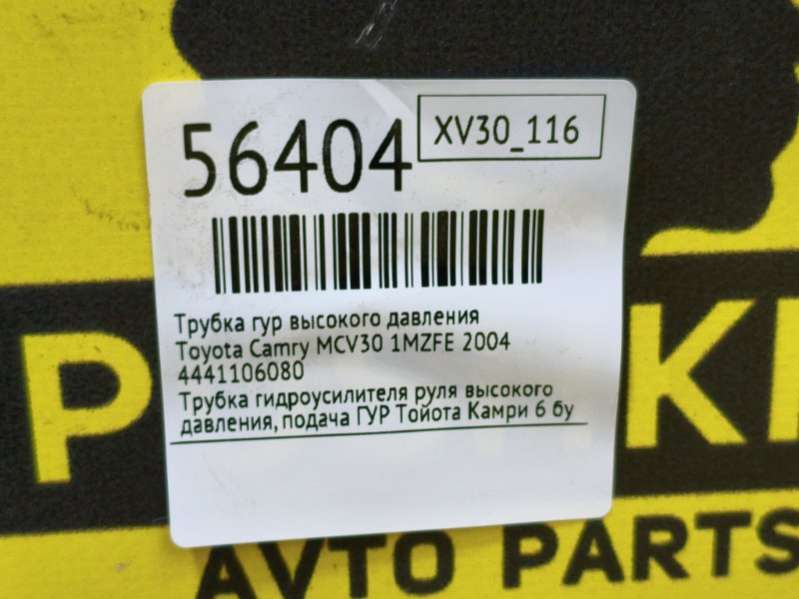 56404
XV30_116
Трубка гур высокого давления
Toyota Camry MCV30 1MZFE 2004
4441106080
Трубка гидроусилителя руля высокого
давления, подача ГУР Тойота Камри 6 бу
AVTO PARTS